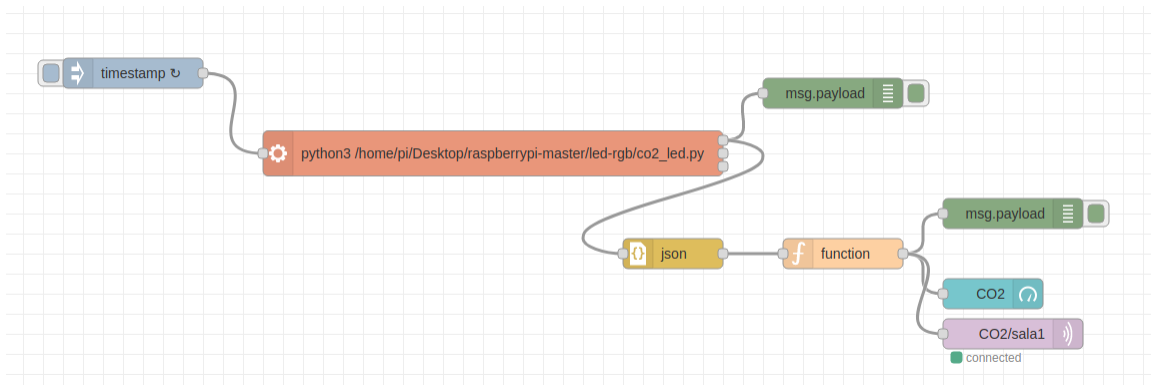 timestamp ↻
msg.payload
python3 /home/pi/Desktop/raspberrypi-master/led-rgb/co2_led.py
msg.payload
json
function
CO2
CO2/sala1
connected